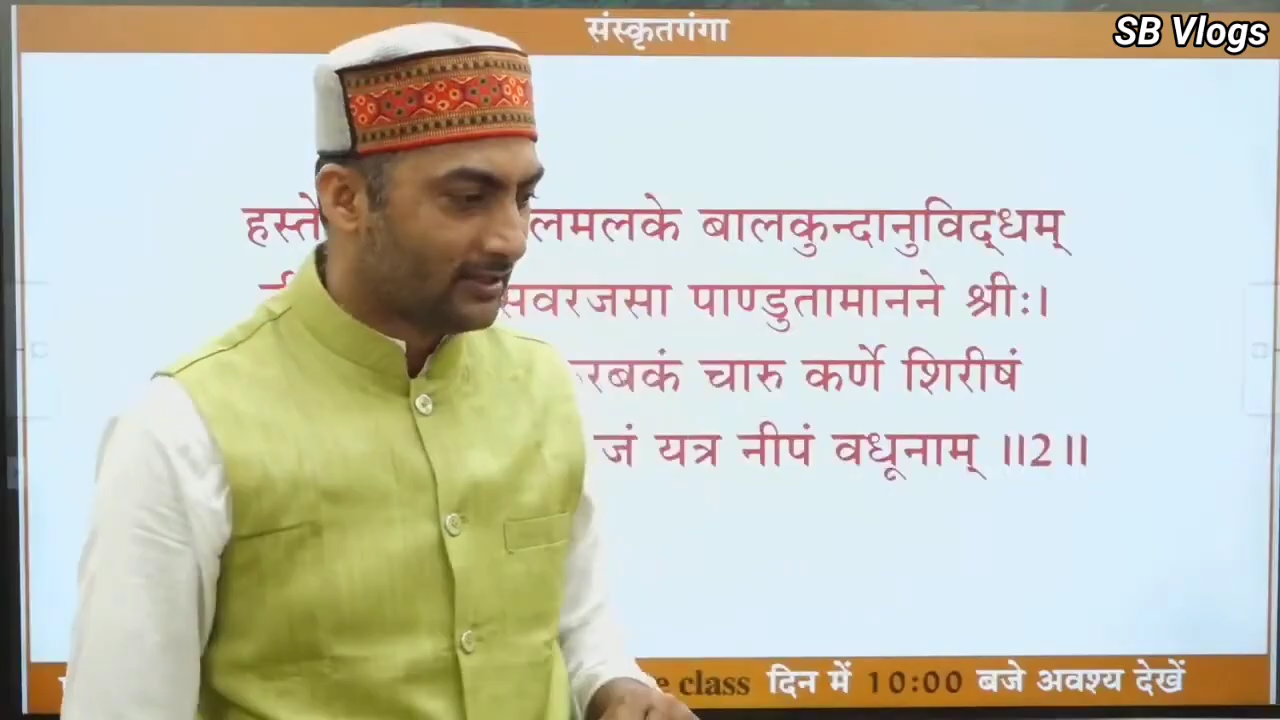 संस्कृतगंगा
SB Vlogs
हस्ते लमलके बालकुन्दानुविद्धम्
सवरजसा पाण्डुतामानने श्रीः।
रबकं चारु कर्णे शिरीषं
जं यत्र नीपं वधूनाम् ॥2॥
class दिन में 10:00 बजे अवश्य देखें